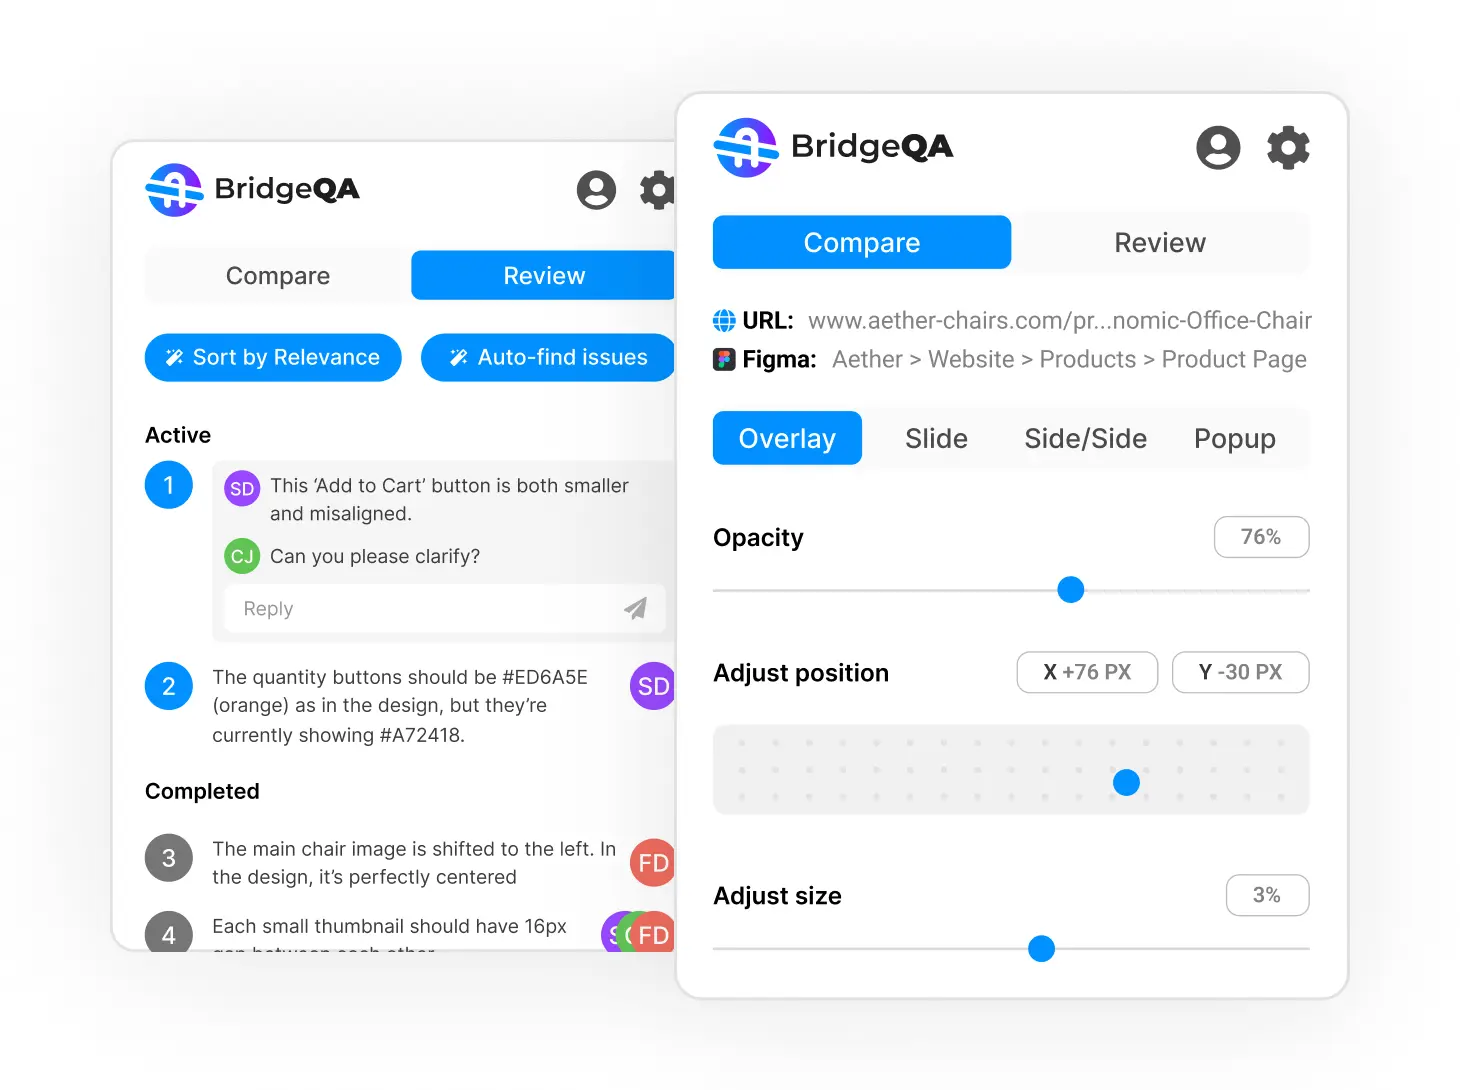 BridgeQA
Compare
Review
Sort by Relevance
Auto-find issues
Active
1
SD
This ‘Add to Cart’ button is both smaller
and misaligned.
CJ
Can you please clarify?
Reply
2
The quantity buttons should be #ED6A5E
(orange) as in the design, but they’re
currently showing #A72418.
SD
Completed
3
The main chair image is shifted to the left. In
the design, it’s perfectly centered
FD
4
Each small thumbnail should have 16px
gap between each other
FD
BridgeQA
Compare
Review
URL: www.aether-chairs.com/pr...nomic-Office-Chair
Figma: Aether > Website > Products > Product Page
Overlay
Slide
Side/Side
Popup
Opacity
76%
Adjust position
X +76 PX
Y -30 PX
Adjust size
3%